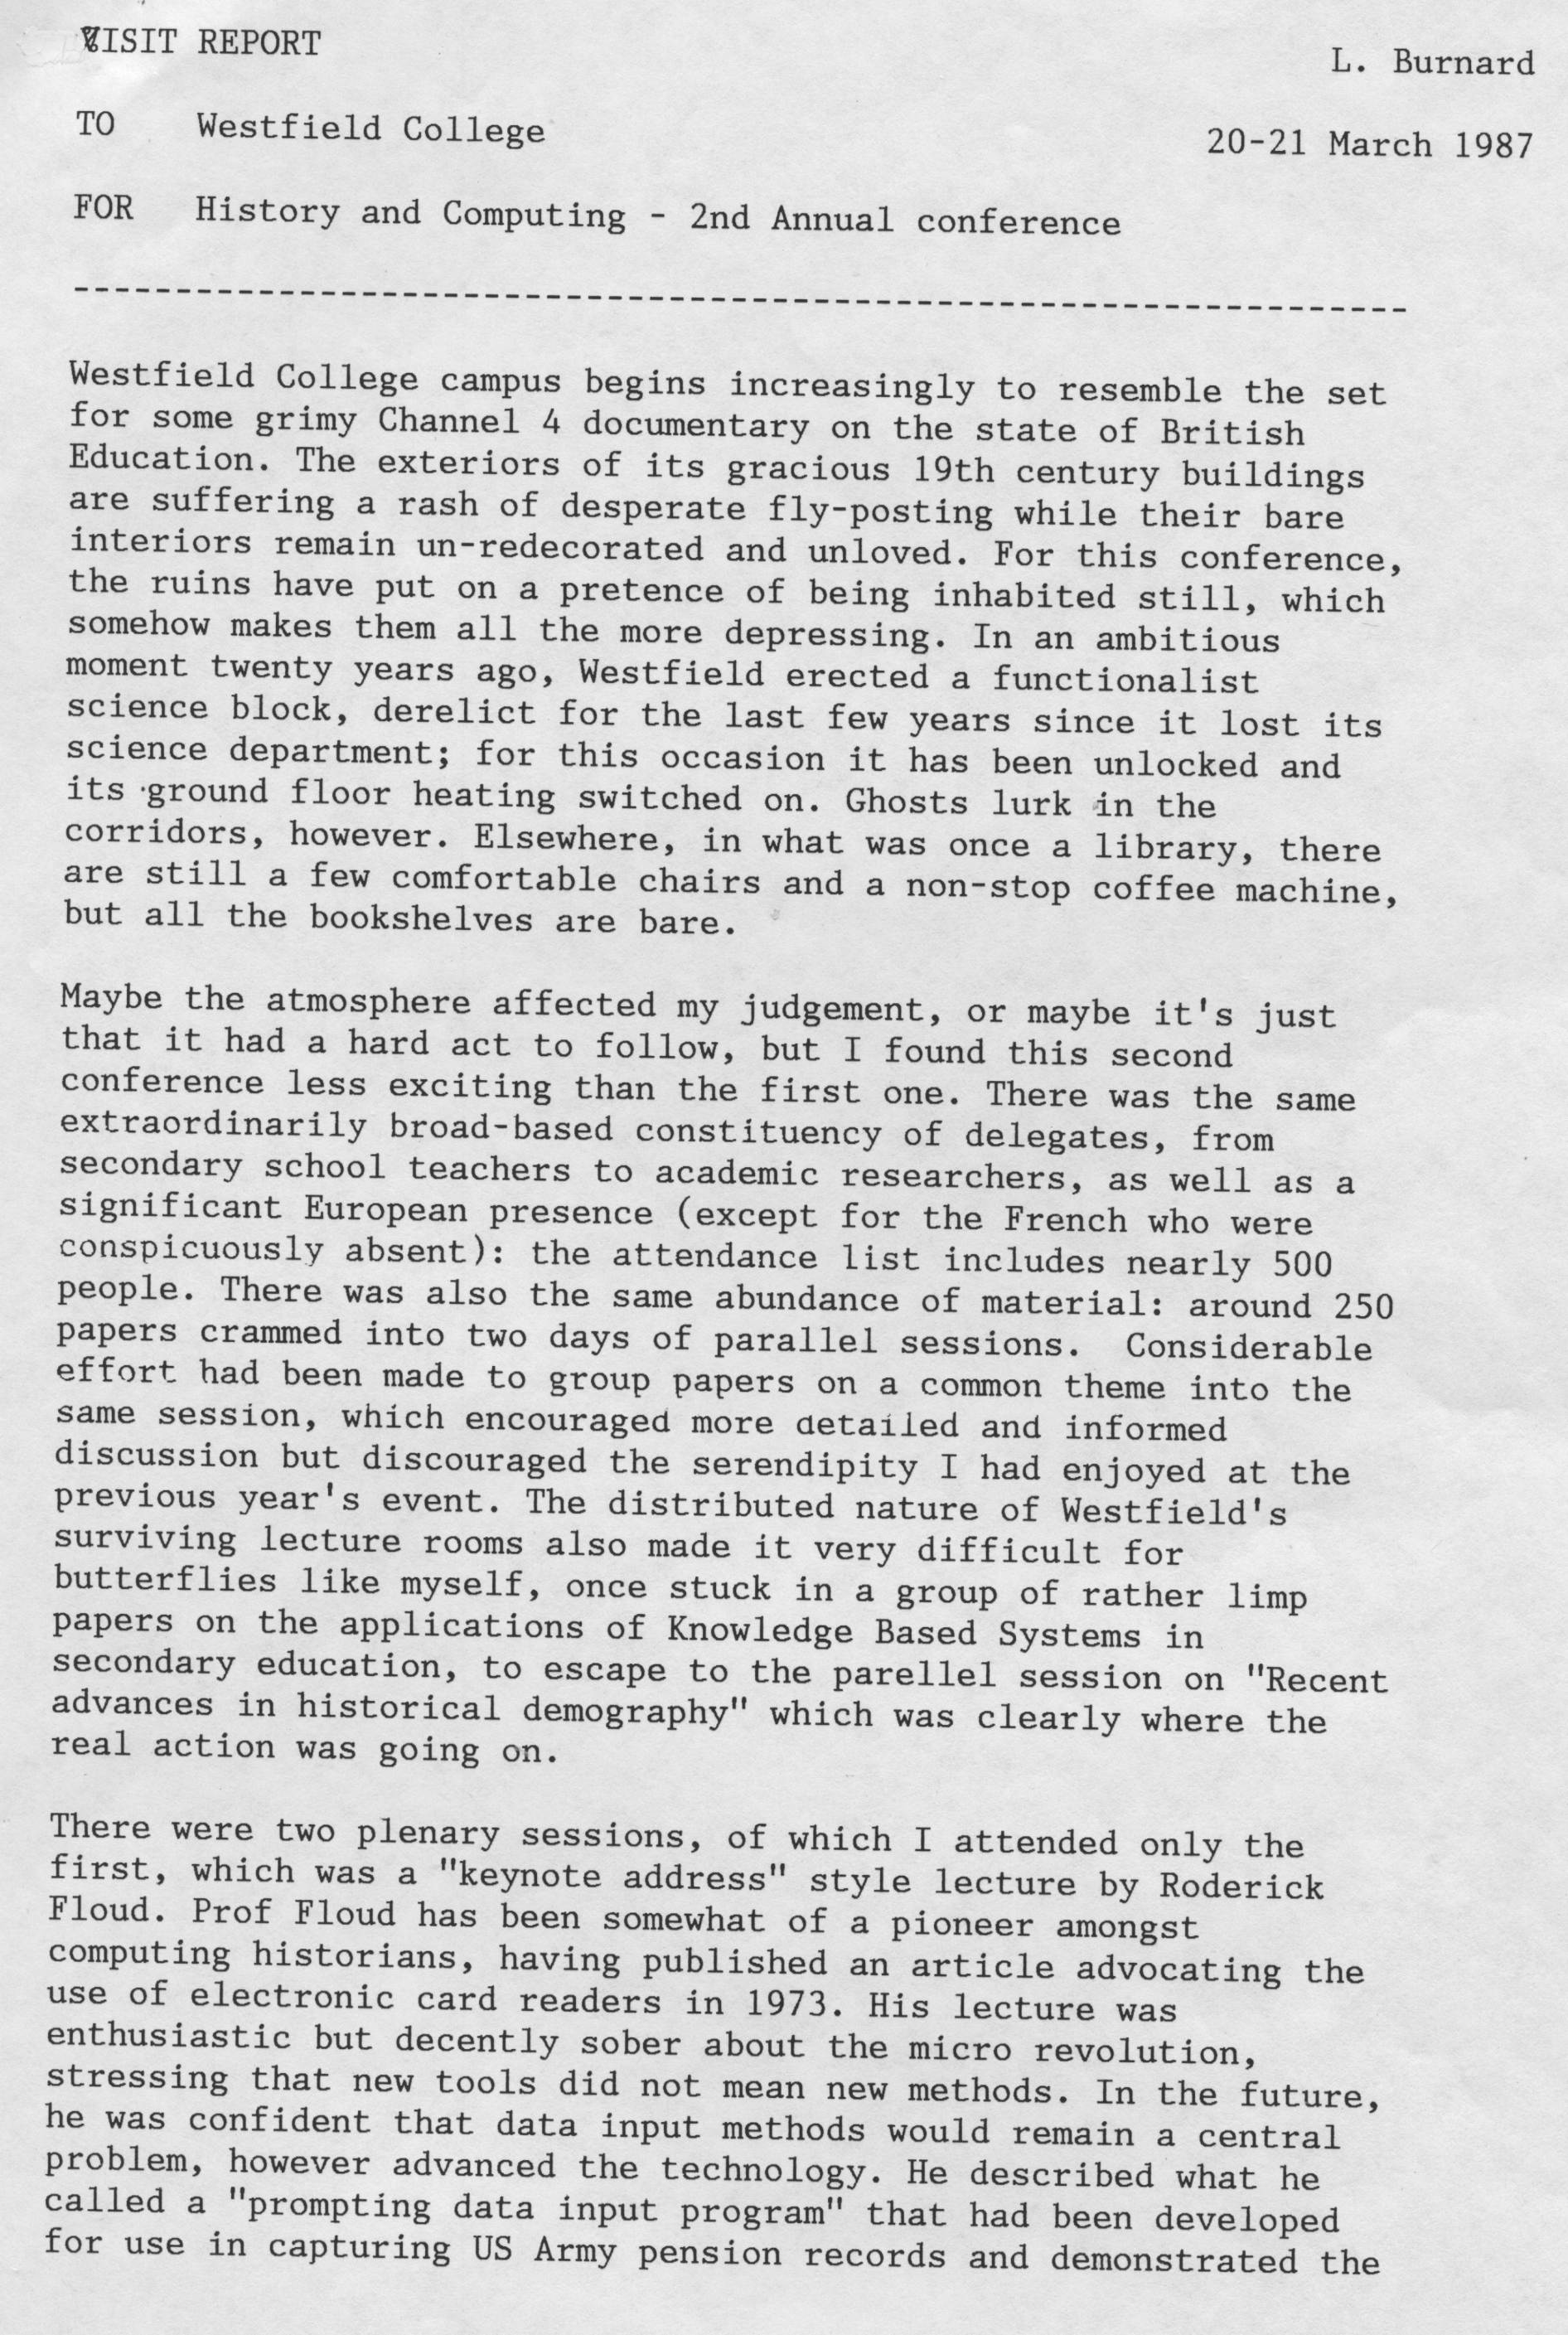 VISIT REPORT
L. Burnard
TO Westfield College
20-21 March 1987
FOR History and Computing - 2nd Annual conference
-----------------------------------------------------------------
Westfield College campus begins increasingly to resemble the set
for some grimy Channel 4 documentary on the state of British
Education. The exteriors of its gracious 19th century buildings
are suffering a rash of desperate fly-posting while their bare
interiors remain un-redecorated and unloved. For this conference,
the ruins have put on a pretence of being inhabited still, which
somehow makes them all the more depressing. In an ambitious
moment twenty years ago, Westfield erected a functionalist
science block, derelict for the last few years since it lost its
science department; for this occasion it has been unlocked and
its ground floor heating switched on. Ghosts lurk in the
corridors, however. Elsewhere, in what was once a library, there
are still a few comfortable chairs and a non-stop coffee machine,
but all the bookshelves are bare.
Maybe the atmosphere affected my judgement, or maybe it's just
that it had a hard act to follow, but I found this second
conference less exciting than the first one. There was the same
extraordinarily broad-based constituency of delegates, from
secondary school teachers to academic researchers, as well as a
significant European presence (except for the French who were
conspicuously absent): the attendance list includes nearly 500
people. There was also the same abundance of material: around 250
papers crammed into two days of parallel sessions.  Considerable
effort had been made to group papers on a common theme into the
same session, which encouraged more detailed and informed
discussion but discouraged the serendipity I had enjoyed at the
previous year's event. The distributed nature of Westfield's
surviving lecture rooms also made it very difficult for
butterflies like myself, once stuck in a group of rather limp
papers on the applications of Knowledge Based Systems in
secondary education, to escape to the parellel session on "Recent
advances in historical demography" which was clearly where the
real action was going on.
There were two plenary sessions, of which I attended only the
first, which was a "keynote address" style lecture by Roderick
Floud. Prof Floud has been somewhat of a pioneer amongst
computing historians, having published an article advocating the
use of electronic card readers in 1973. His lecture was
enthusiastic but decently sober about the micro revolution,
stressing that new tools did not mean new methods. In the future,
he was confident that data input methods would remain a central
problem, however advanced the technology. He described what he
called a "prompting data input program" that had been developed
for use in capturing US Army pension records and demonstrated the